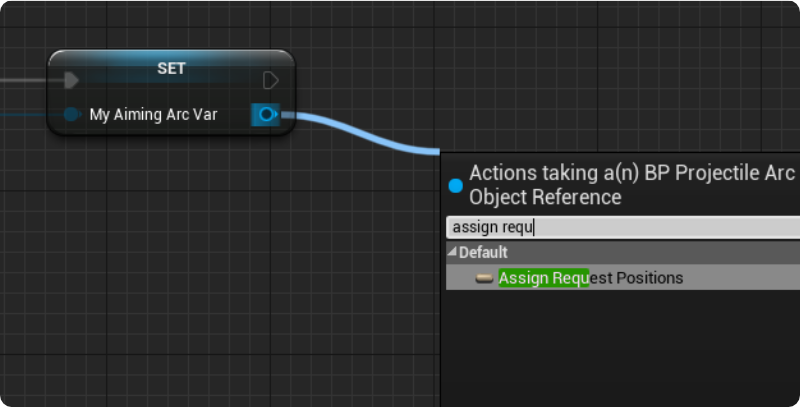 SET
My Aiming Arc Var
Actions taking a(n) BP Projectile Arc
Object Reference
assign requ
Default
Assign Request Positions